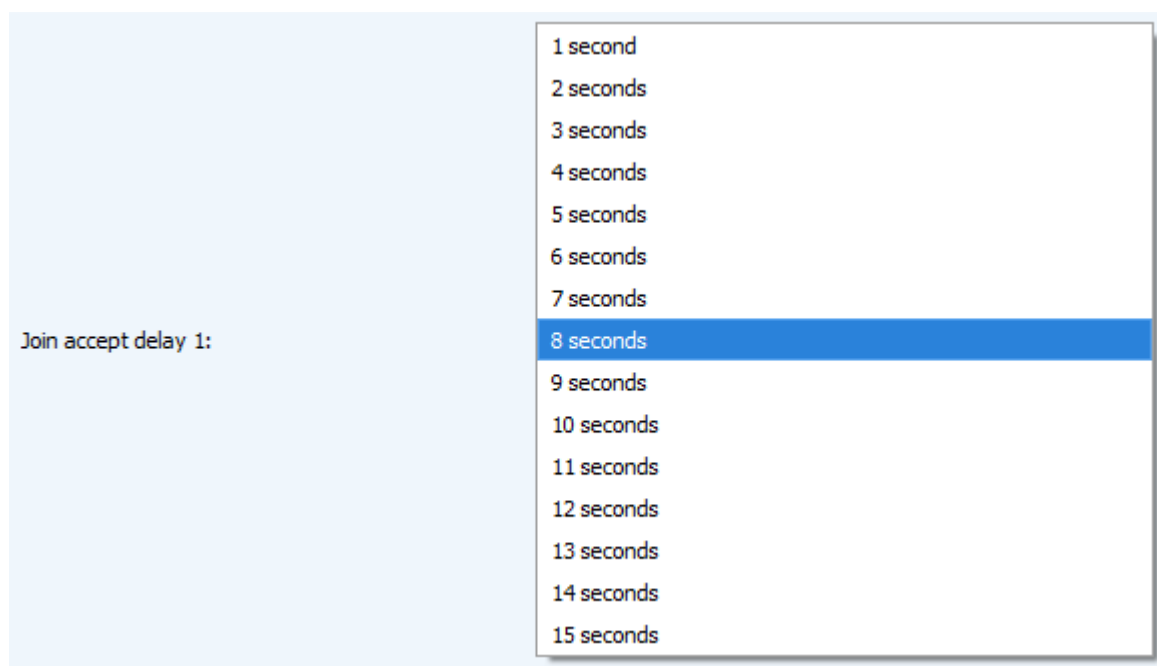 1 second
2 seconds
3 seconds
4 seconds
5 seconds
6 seconds
7 seconds
Join accept delay 1:
8 seconds
9 seconds
10 seconds
11 seconds
12 seconds
13 seconds
14 seconds
15 seconds